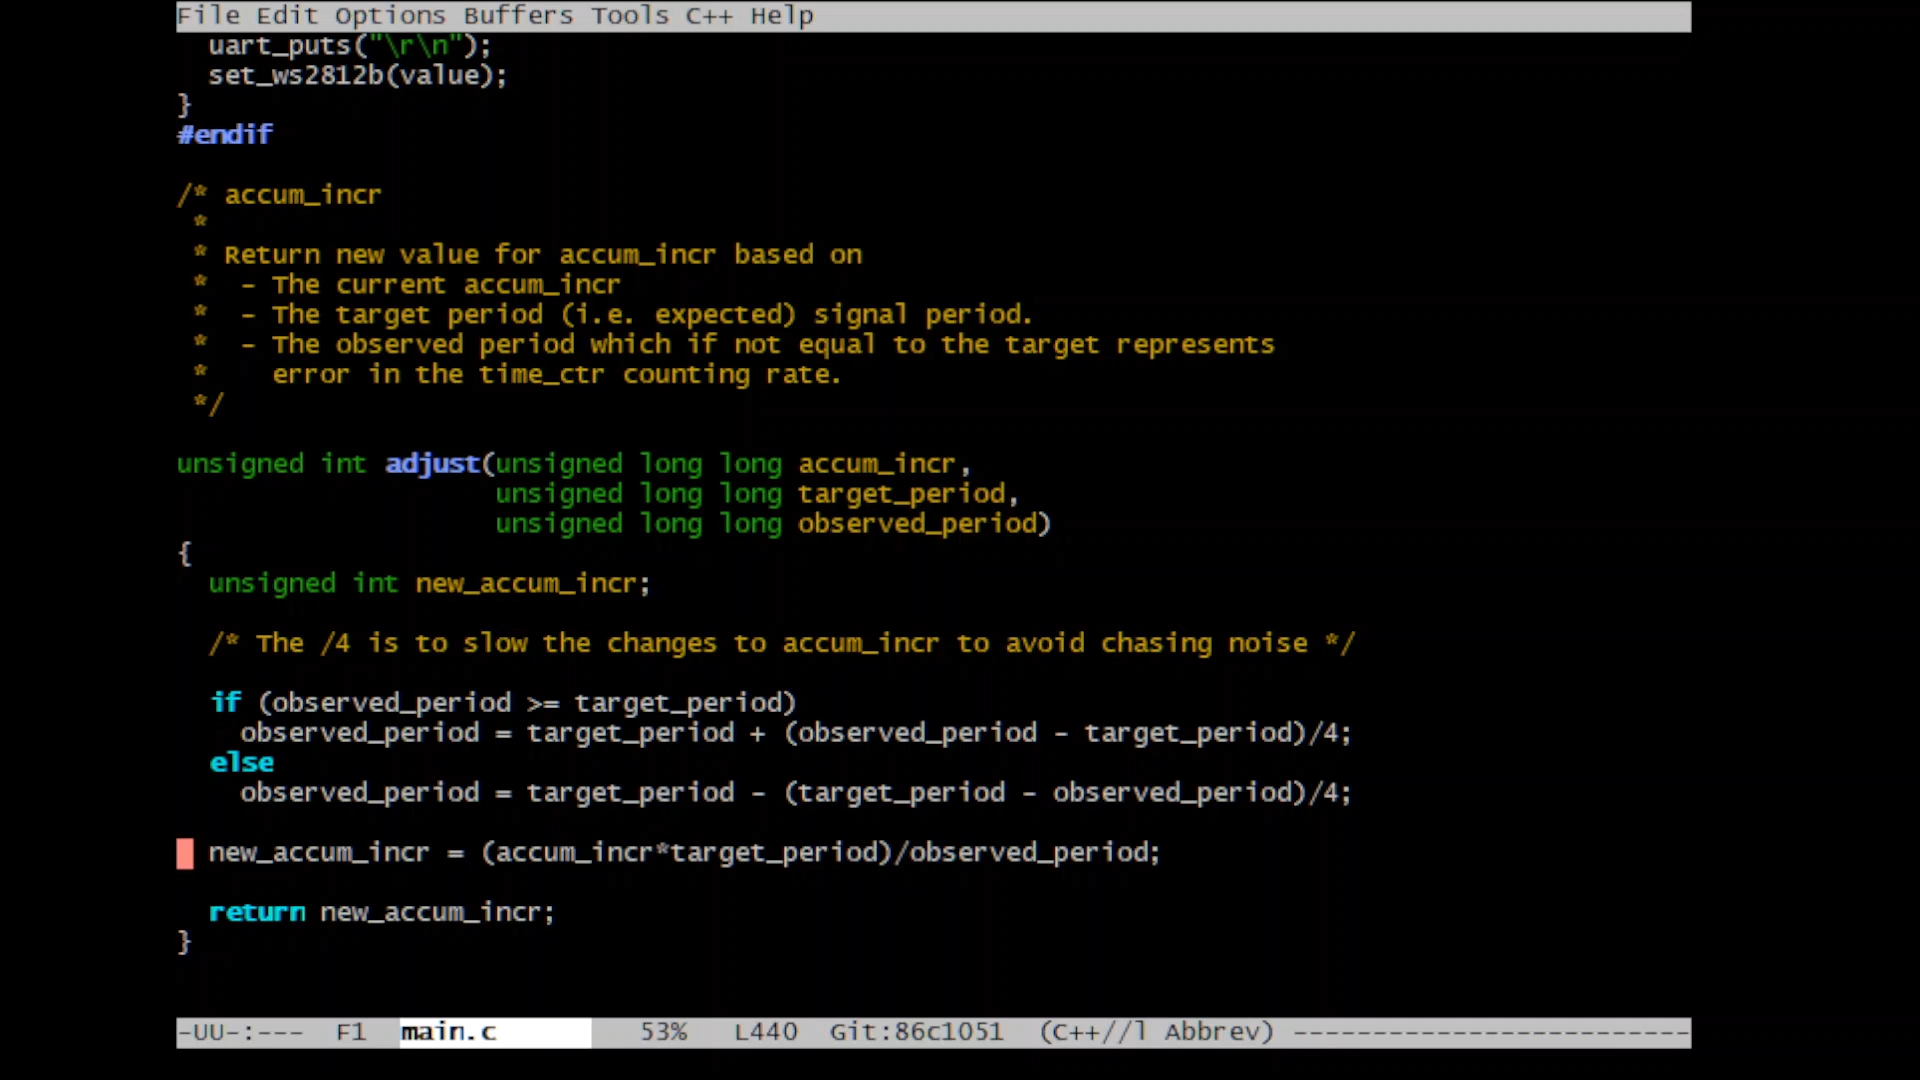 File Edit Options Buffers Tools C++ Help
  uart_puts("\r\n");
  set_ws2812b(value);
}
#endif

/* accum_incr
 *
 * Return new value for accum_incr based on
 *  - The current accum_incr
 *  - The target period (i.e. expected) signal period.
 *  - The observed period which if not equal to the target represents
 *    error in the time_ctr counting rate.
 */

unsigned int adjust(unsigned long long accum_incr,
                    unsigned long long target_period,
                    unsigned long long observed_period)
{
  unsigned int new_accum_incr;

  /* The /4 is to slow the changes to accum_incr to avoid chasing noise */

  if (observed_period >= target_period)
    observed_period = target_period + (observed_period - target_period)/4;
  else
    observed_period = target_period - (target_period - observed_period)/4;

  new_accum_incr = (accum_incr*target_period)/observed_period;

  return new_accum_incr;
}
-UU-:---  F1  main.c         53%   L440  Git:86c1051  (C++//l Abbrev) -------------------------